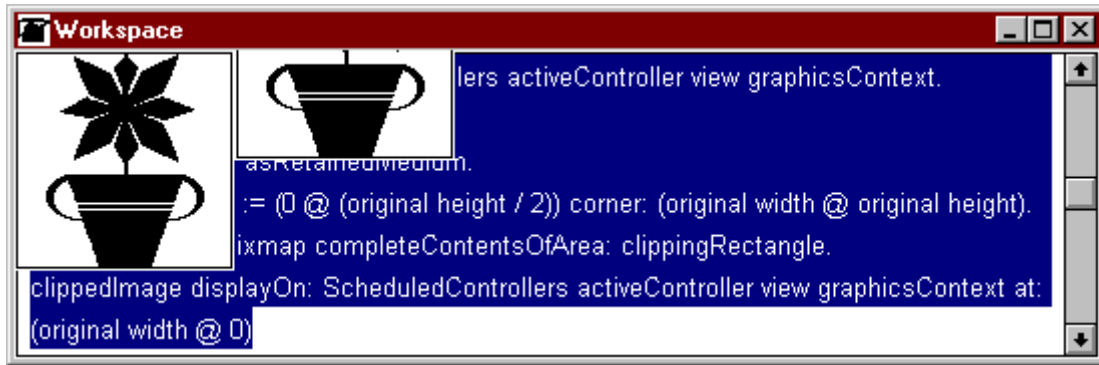 Workspace
lers activeController view graphicsContext.
asRetainedMedium.
:= (0 @ (original height / 2)) corner: (original width @ original height).
ixmap completeContentsOfArea: clippingRectangle.
clippedImage displayOn: ScheduledControllers activeController view graphicsContext at:
(original width @ 0)